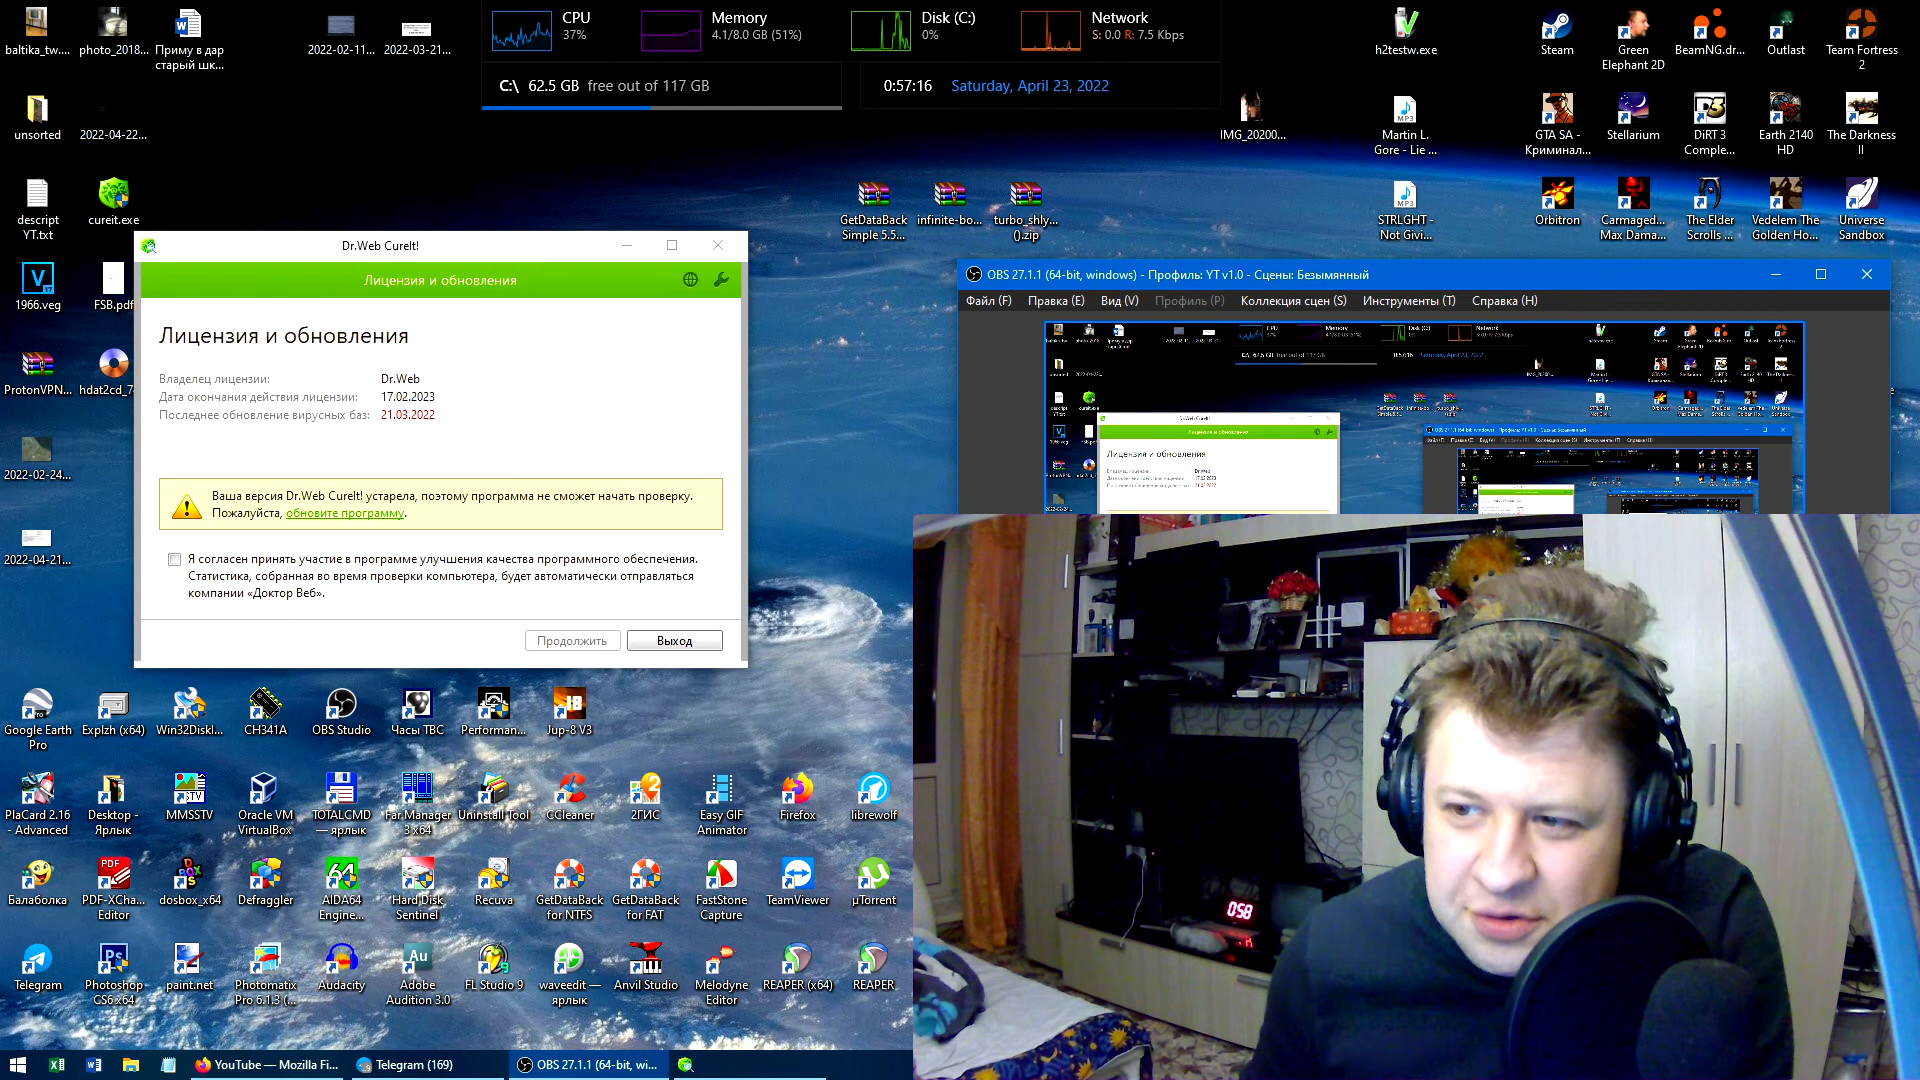 CPU
37%
Memory
4.1/8.0 GB (51%)
Disk (C:)
0%
Network
S: 0.0 R: 7.5 Kbps
C:\ 62.5 GB free out of 117 GB
0:57:16 Saturday, April 23, 2022
baltika_tw....
photo_2018...
Приму в дар
старый шк...
2022-02-11...
2022-03-21...
h2testw.exe
Steam
Green
Elephant 2D
BeamNG.dr...
Outlast
Team Fortress
2
unsorted
2022-04-22...
IMG_20200...
MP3
Martin L.
Gore - Lie ...
GTA SA -
Криминал...
Stellarium
DiRT 3
Comple...
Earth 2140
HD
The Darkness
II
descript
YT.txt
cureit.exe
GetDataBack
Simple 5.5...
infinite-bo...
turbo_shly...
().zip
MP3
STRLGHT -
Not Givi...
Orbitron
Carmaged...
Max Dama...
The Elder
Scrolls ...
Vedelem The
Golden Ho...
Universe
Sandbox
1966.veg
FSB.pdf
ProtonVPN...
hdat2cd_7
2022-02-24...
2022-04-21...
Dr.Web CureIt!
Лицензия и обновления
Лицензия и обновления
Владелец лицензии: Dr.Web
Дата окончания действия лицензии: 17.02.2023
Последнее обновление вирусных баз: 21.03.2022
Ваша версия Dr.Web CureIt! устарела, поэтому программа не сможет начать проверку.
Пожалуйста, обновите программу.
Я согласен принять участие в программе улучшения качества программного обеспечения.
Статистика, собранная во время проверки компьютера, будет автоматически отправляться
компании «Доктор Веб».
Продолжить
Выход
OBS 27.1.1 (64-bit, windows) - Профиль: YT v1.0 - Сцены: Безымянный
Файл (F)
Правка (E)
Вид (V)
Профиль (P)
Коллекция сцен (S)
Инструменты (T)
Справка (H)
Google Earth
Pro
Explzh (x64)
Win32DiskI...
CH341A
OBS Studio
Часы ТВС
Performan...
Jup-8 V3
PlaCard 2.16
- Advanced
Desktop -
Ярлык
MMSSTV
Oracle VM
VirtualBox
TOTALCMD
— ярлык
Far Manager
3 x64
Uninstall Tool
CCleaner
2ГИС
Easy GIF
Animator
Firefox
librewolf
Балаболка
PDF-XCha...
Editor
dosbox_x64
Defraggler
AIDA64
Engine...
Hard Disk
Sentinel
Recuva
GetDataBack
for NTFS
GetDataBack
for FAT
FastStone
Capture
TeamViewer
µTorrent
Telegram
Photoshop
CS6 x64
paint.net
Photomatix
Pro 6.1.3 (...
Audacity
Adobe
Audition 3.0
FL Studio 9
waveedit —
ярлык
Anvil Studio
Melodyne
Editor
REAPER (x64)
REAPER
0:58
YouTube — Mozilla Fi...
Telegram (169)
OBS 27.1.1 (64-bit, wi...